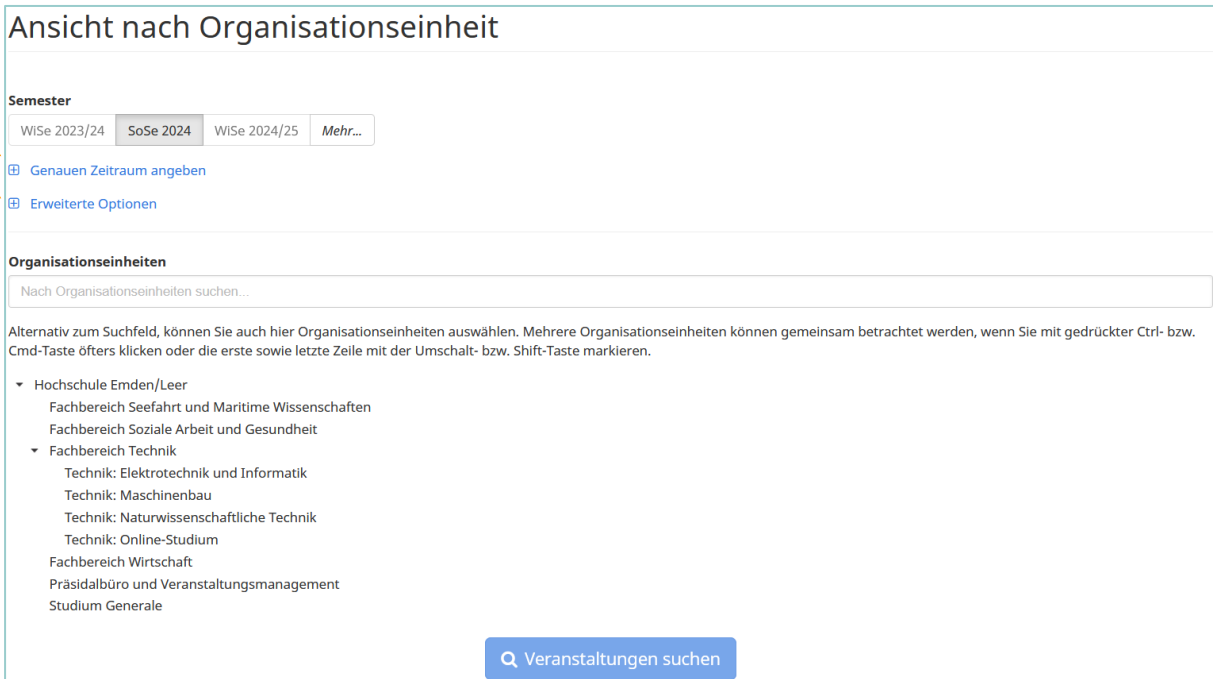 Ansicht nach Organisationseinheit
Semester
WiSe 2023/24 SoSe 2024 WiSe 2024/25 Mehr...
Genauen Zeitraum angeben
Erweiterte Optionen
Organisationseinheiten
Nach Organisationseinheiten suchen...
Alternativ zum Suchfeld, können Sie auch hier Organisationseinheiten auswählen. Mehrere Organisationseinheiten können gemeinsam betrachtet werden, wenn Sie mit gedrückter Ctrl- bzw.
Cmd-Taste öfters klicken oder die erste sowie letzte Zeile mit der Umschalt- bzw. Shift-Taste markieren.
Hochschule Emden/Leer
Fachbereich Seefahrt und Maritime Wissenschaften
Fachbereich Soziale Arbeit und Gesundheit
Fachbereich Technik
Technik: Elektrotechnik und Informatik
Technik: Maschinenbau
Technik: Naturwissenschaftliche Technik
Technik: Online-Studium
Fachbereich Wirtschaft
Präsidalbüro und Veranstaltungsmanagement
Studium Generale
Veranstaltungen suchen